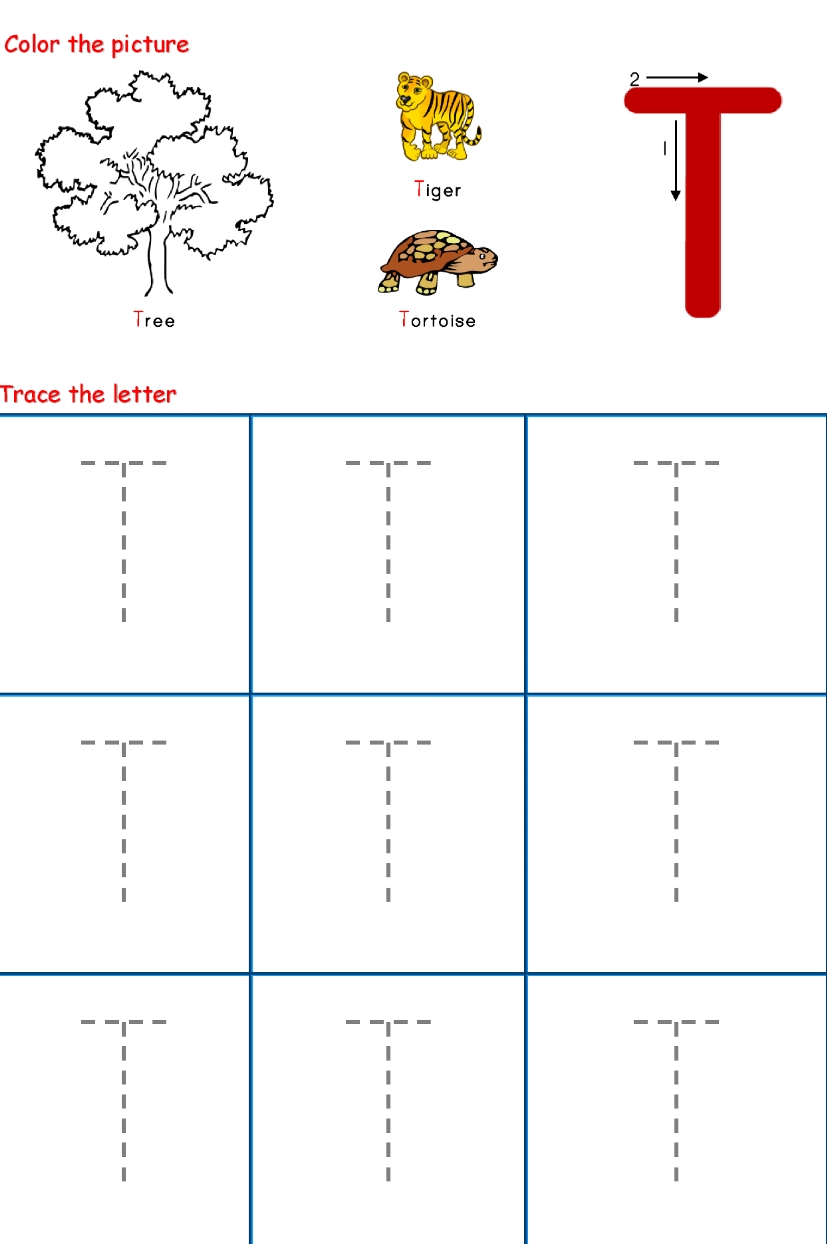 Color the picture
2
1
Tiger
Tree
Tortoise
T
Trace the letter
T T T
T T T
T T T